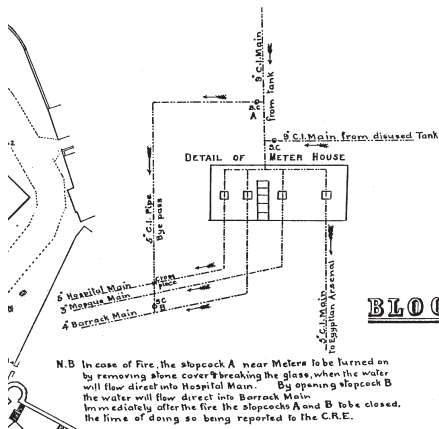 9" C.I. Main
from Tank
S.C
A
9" C.I. Main from disused Tank
S.C
DETAIL OF METER HOUSE
5" C.I. Pipe
Bye pass
5" Hospital Main
Cross
piece
3" Mosque Main
4" Barrack Main
S.C
B
5" C.I. Main
to Egyptian Arsenal
BLOC
N.B In case of Fire, the stopcock A near Meters to be turned on
by removing stone cover & breaking the glass, when the water
will flow direct into Hospital Main. By opening stopcock B
the water will flow direct into Barrack Main
Immediately after the fire the stopcocks A and B to be closed,
the time of doing so being reported to the C.R.E.